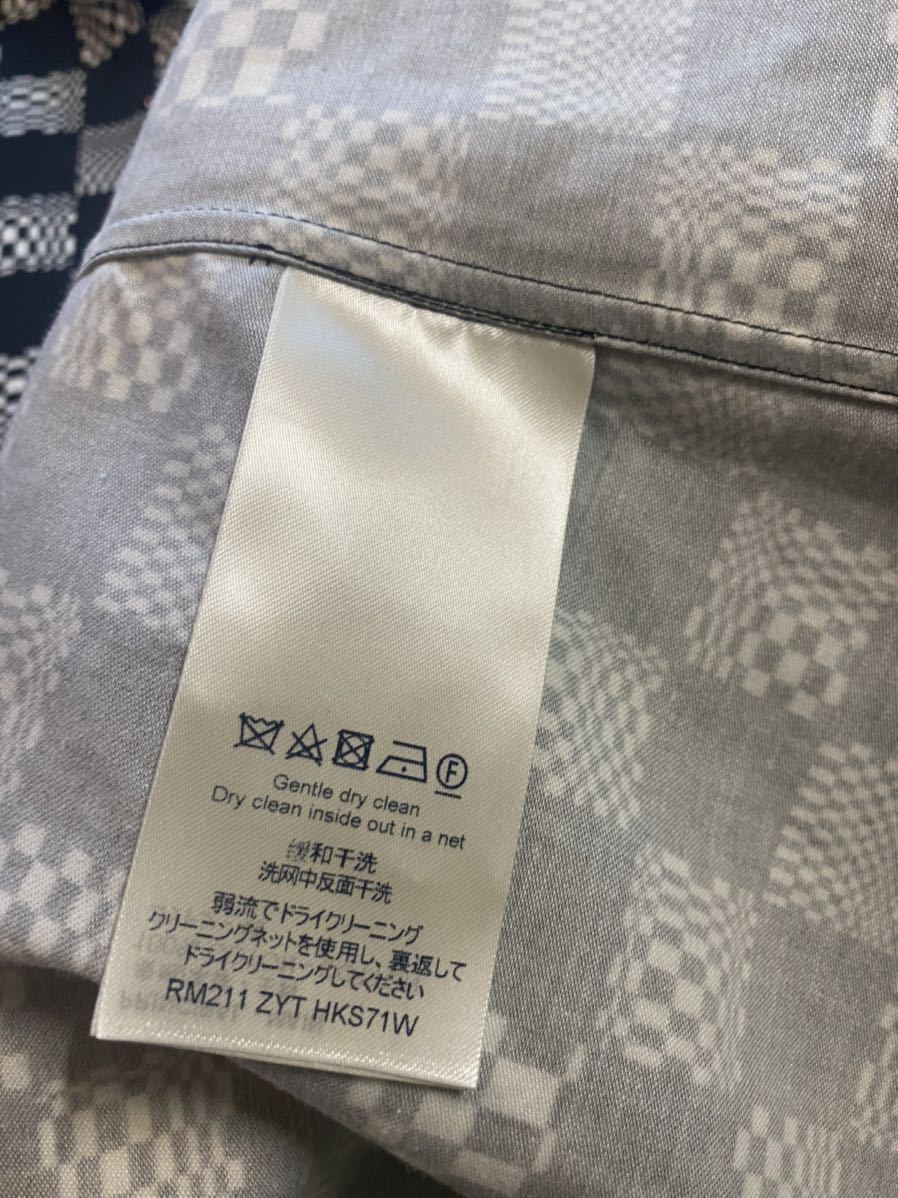 F
Gentle dry clean
Dry clean inside out in a net
缓和干洗
洗网中反面干洗
弱流でドライクリーニング
クリーニングネットを使用し、裏返して
ドライクリーニングしてください
RM211 ZYT HKS71W